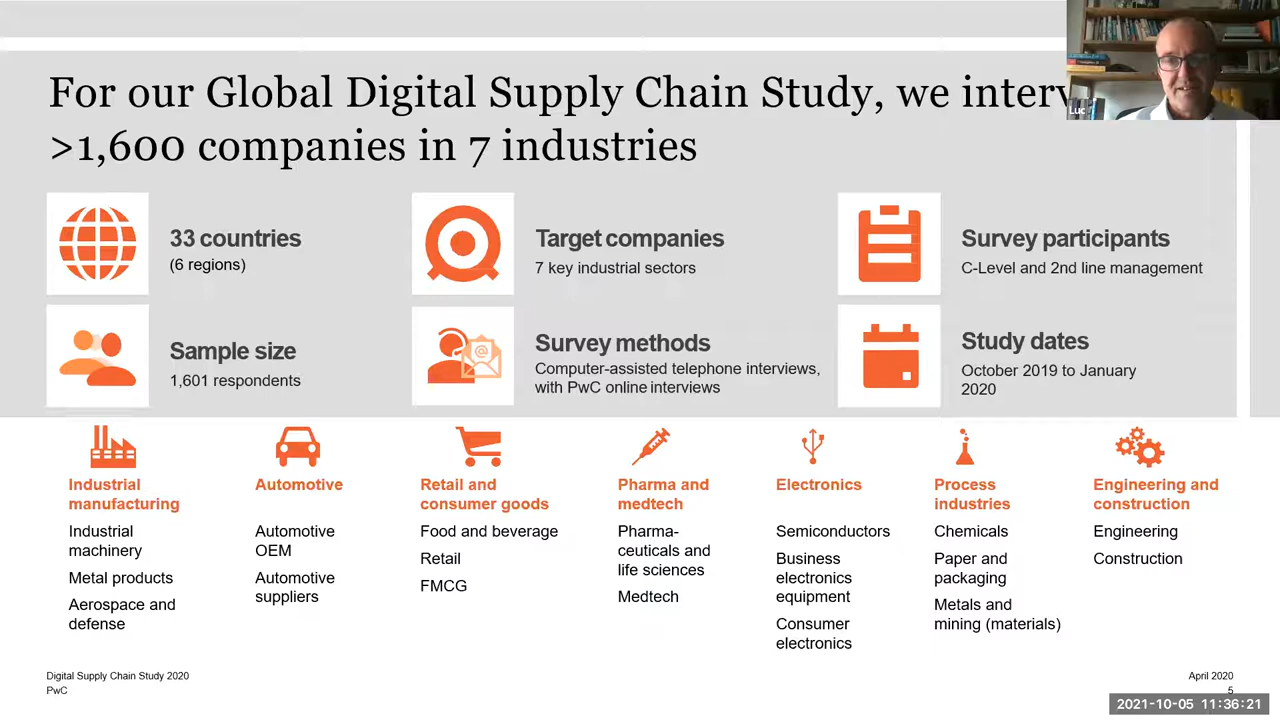 For our Global Digital Supply Chain Study, we interv
>1,600 companies in 7 industries
Luc
33 countries
(6 regions)
Target companies
7 key industrial sectors
Survey participants
C-Level and 2nd line management
Sample size
1,601 respondents
Survey methods
Computer-assisted telephone interviews,
with PwC online interviews
Study dates
October 2019 to January
2020
Industrial
manufacturing
Industrial
machinery
Metal products
Aerospace and
defense
Automotive
Automotive
OEM
Automotive
suppliers
Retail and
consumer goods
Food and beverage
Retail
FMCG
Pharma and
medtech
Pharma-
ceuticals and
life sciences
Medtech
Electronics
Semiconductors
Business
electronics
equipment
Consumer
electronics
Process
industries
Chemicals
Paper and
packaging
Metals and
mining (materials)
Engineering and
construction
Engineering
Construction
Digital Supply Chain Study 2020
PwC
April 2020
5
2021-10-05 11:36:21